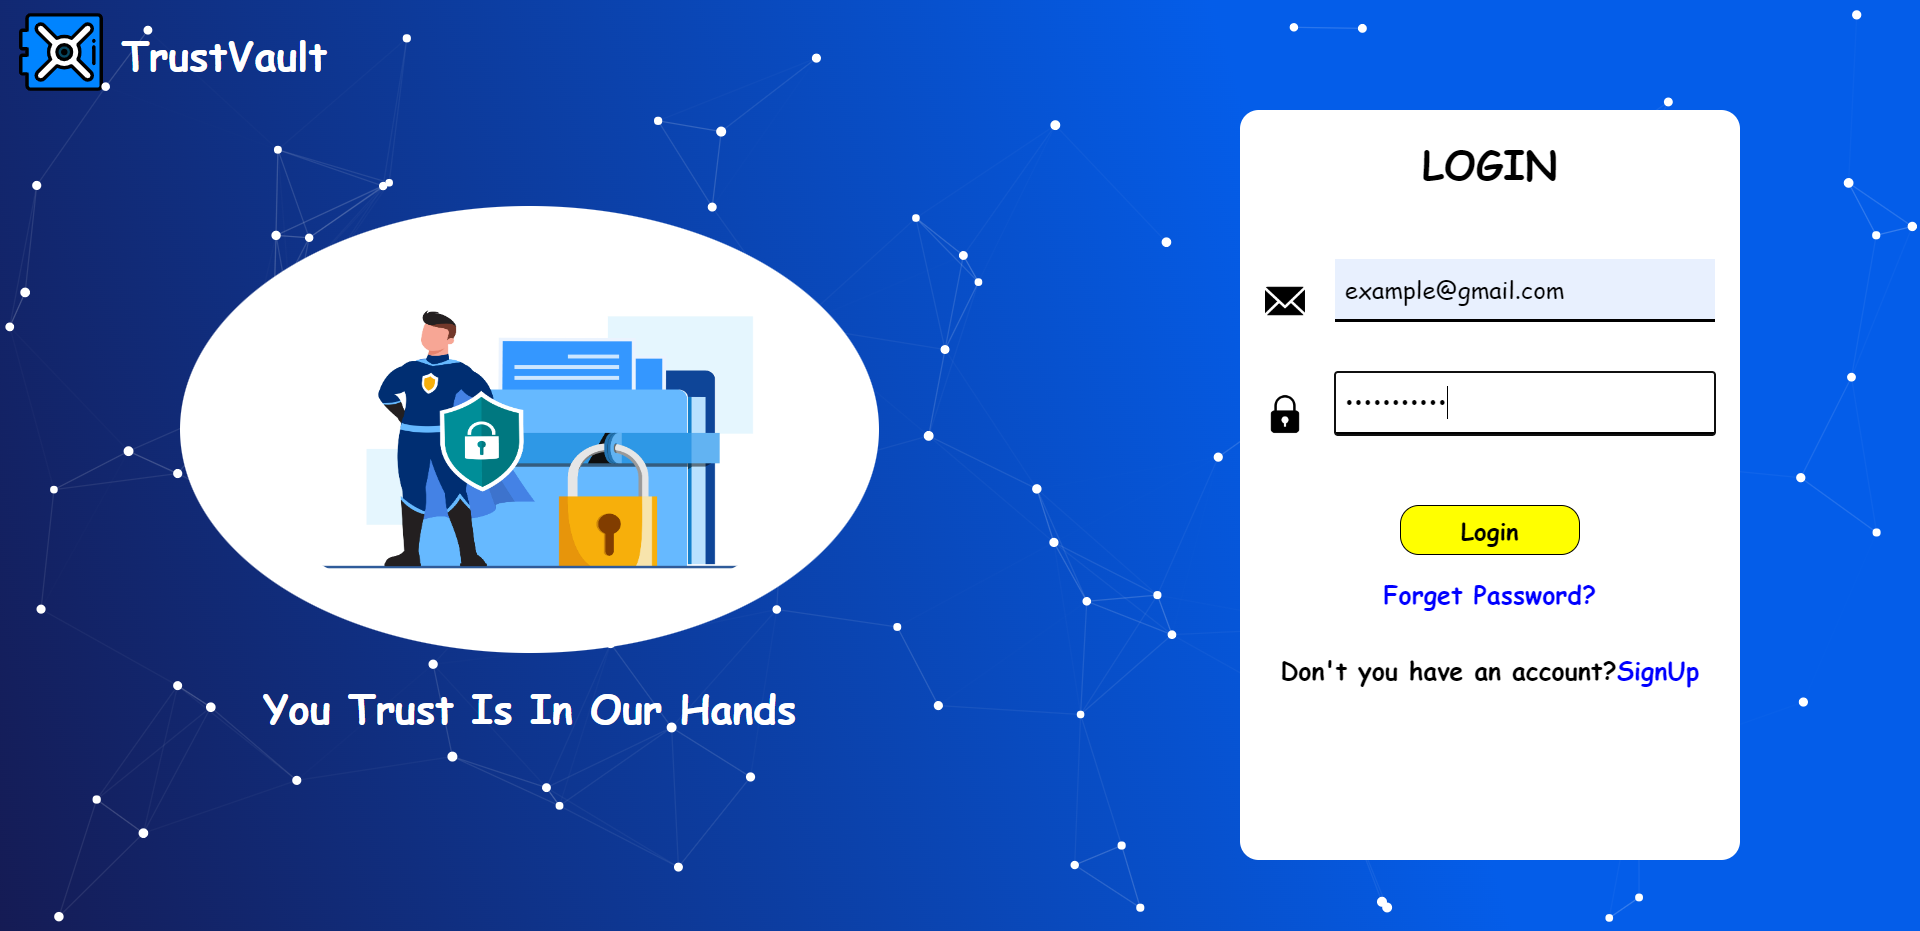 TrustVault
You Trust Is In Our Hands
LOGIN
example@gmail.com
•••••••••••
Login
Forget Password?
Don't you have an account?SignUp